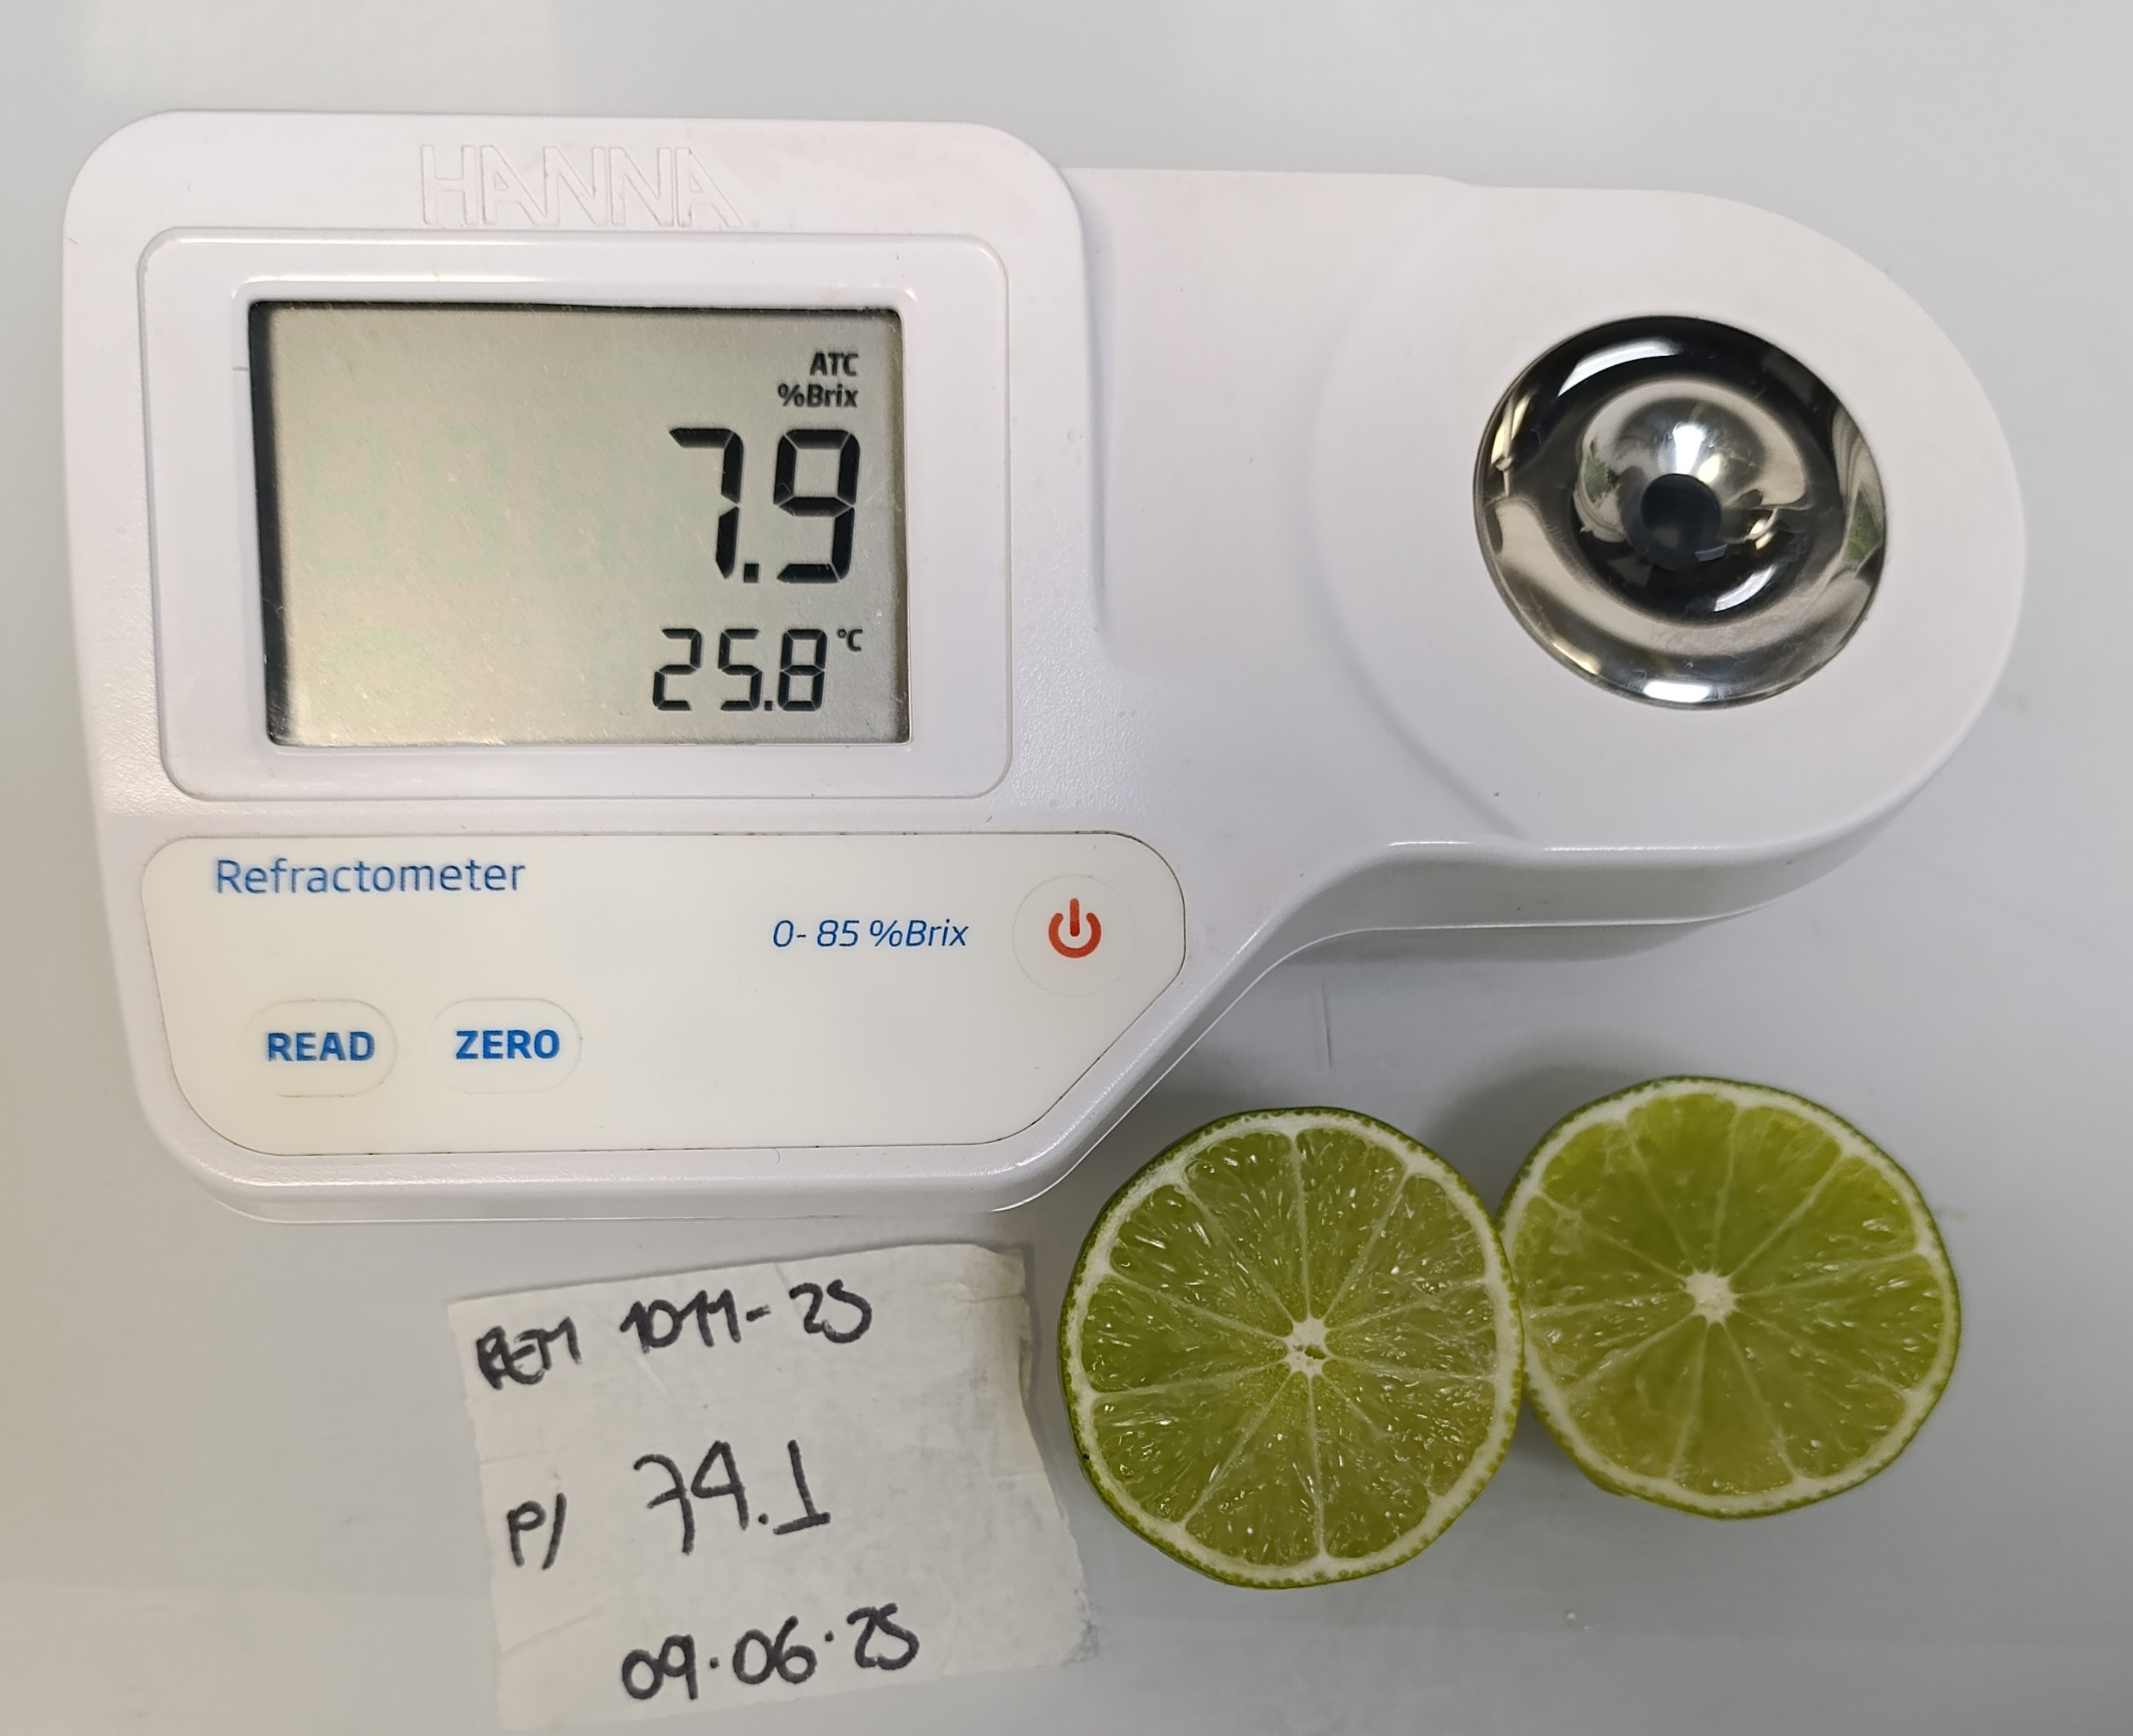 HANNA
ATC
%Brix
7.9
25.8 °C
Refractometer
0- 85 %Brix
READ
ZERO
REM 1011-25
P/ 79.1
09.06.25